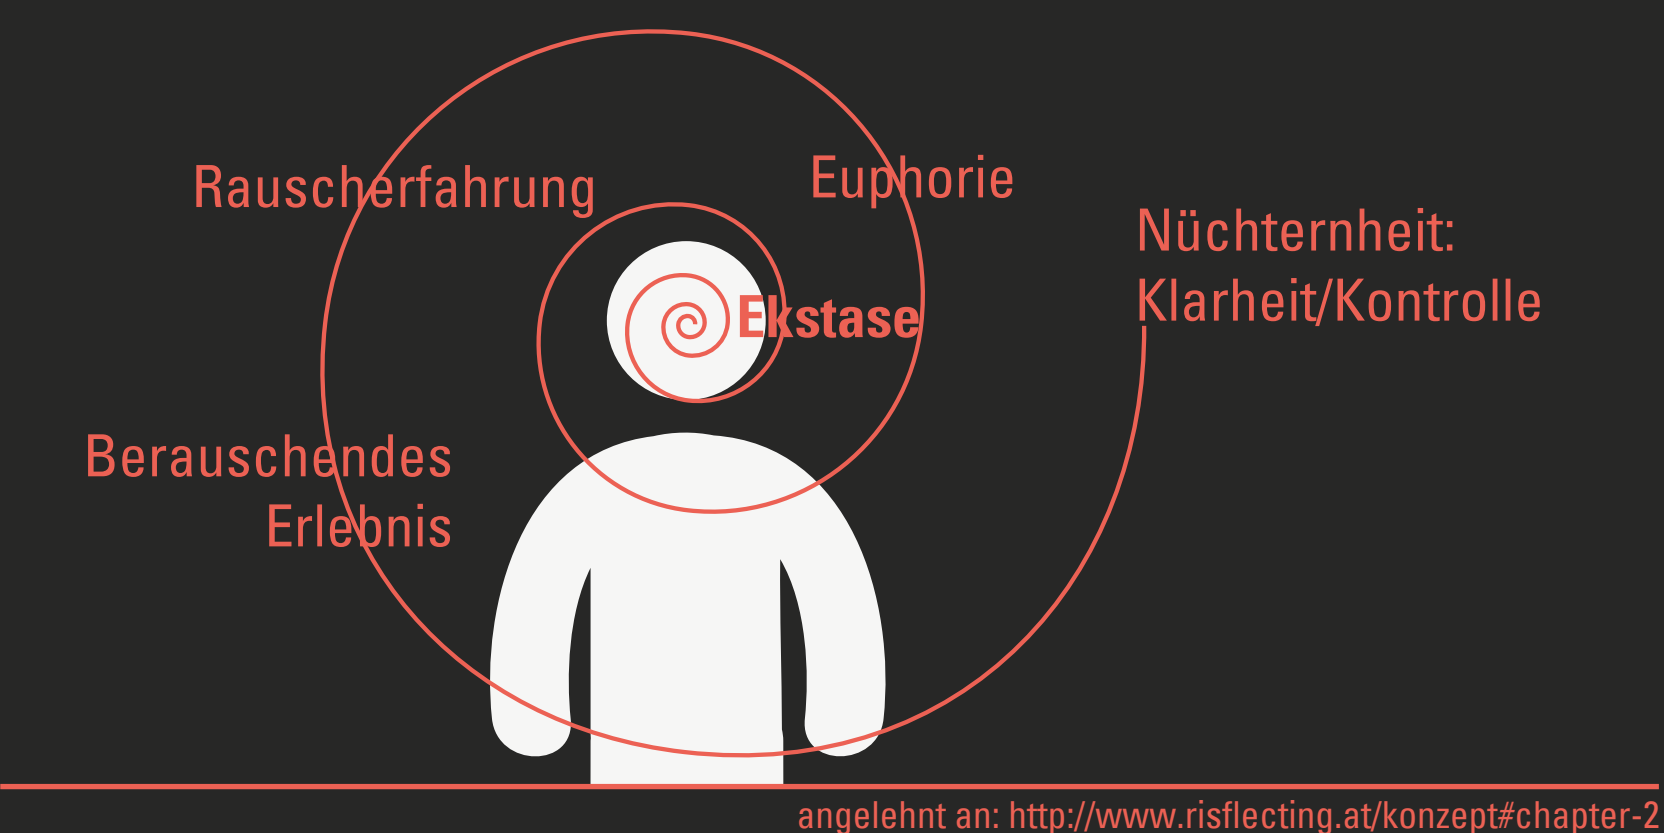 Rauscherfahrung
Euphorie
Nüchternheit:
Klarheit/Kontrolle
Ekstase
Berauschendes
Erlebnis
angelehnt an: http://www.risflecting.at/konzept#chapter-2